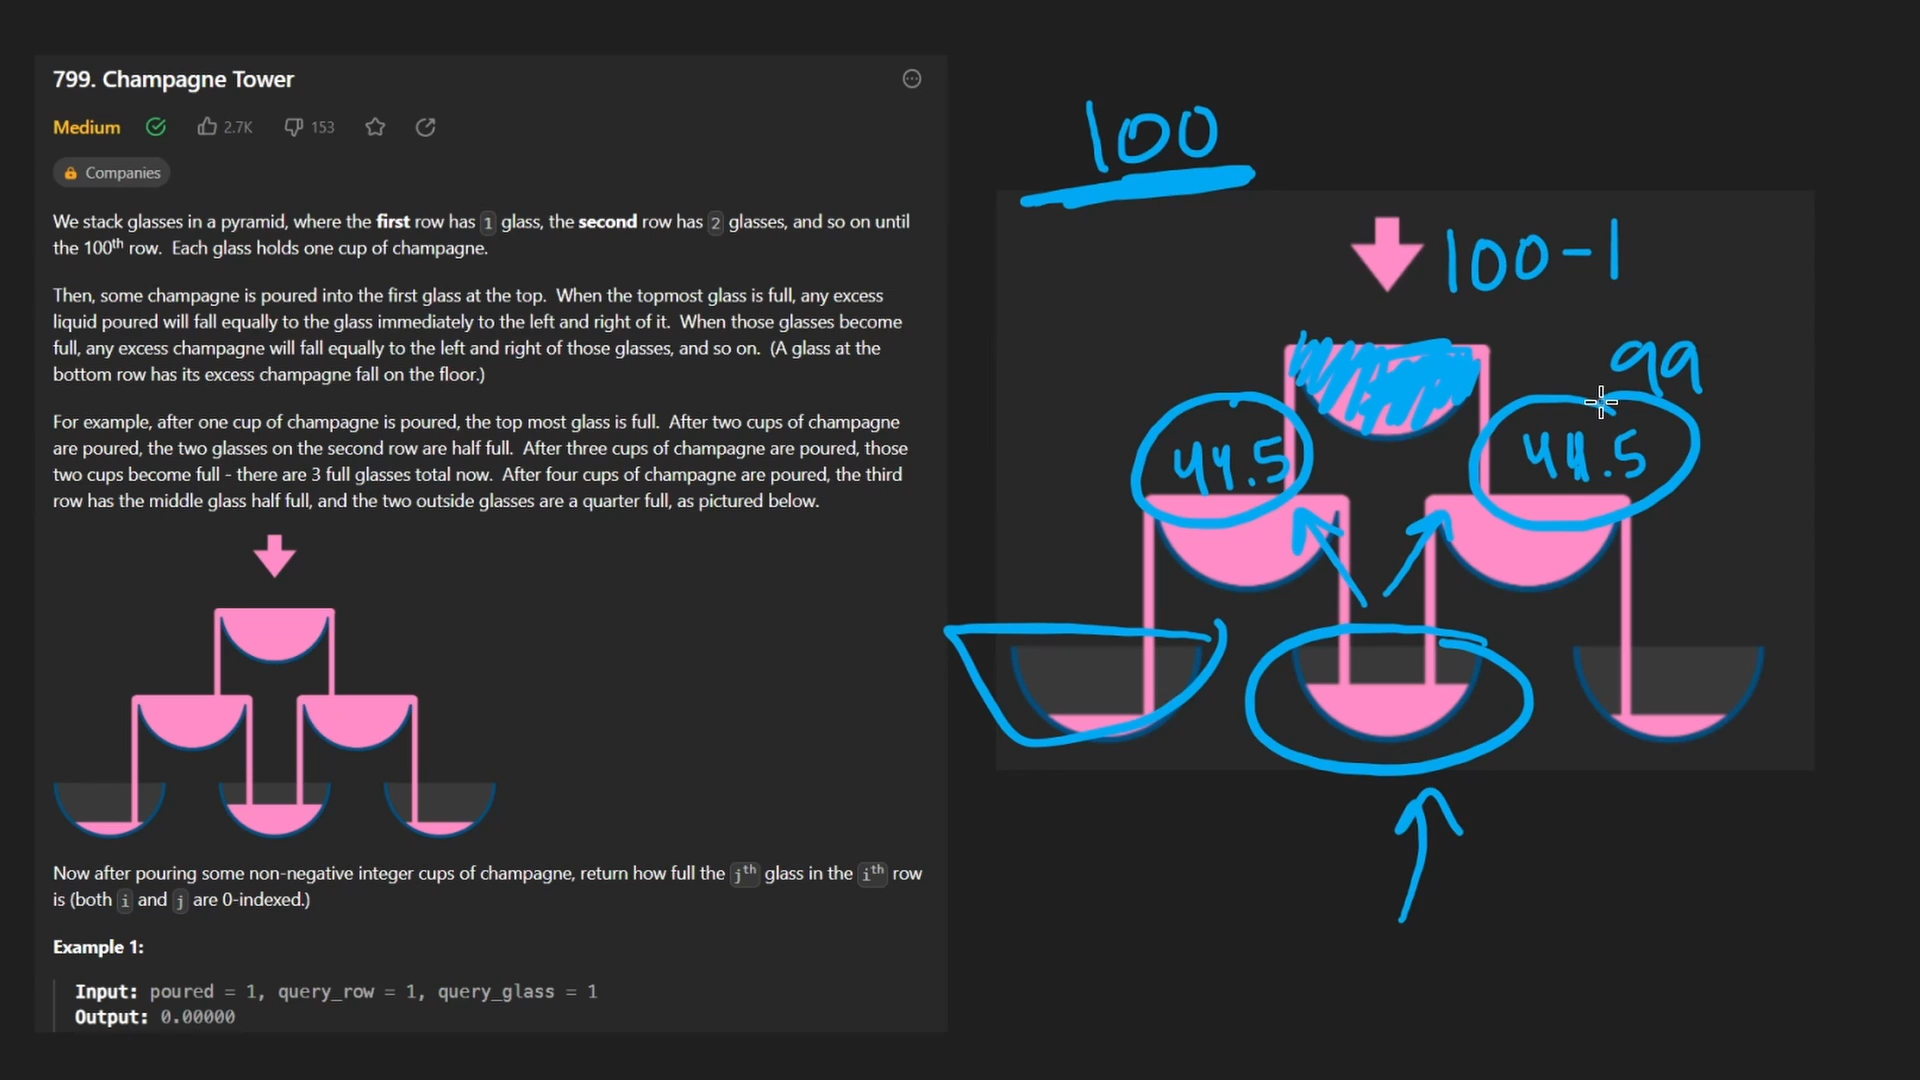 799. Champagne Tower
Medium 2.7K 153
Companies
We stack glasses in a pyramid, where the first row has 1 glass, the second row has 2 glasses, and so on until
the 100th row. Each glass holds one cup of champagne.
Then, some champagne is poured into the first glass at the top. When the topmost glass is full, any excess
liquid poured will fall equally to the glass immediately to the left and right of it. When those glasses become
full, any excess champagne will fall equally to the left and right of those glasses, and so on. (A glass at the
bottom row has its excess champagne fall on the floor.)
For example, after one cup of champagne is poured, the top most glass is full. After two cups of champagne
are poured, the two glasses on the second row are half full. After three cups of champagne are poured, those
two cups become full - there are 3 full glasses total now. After four cups of champagne are poured, the third
row has the middle glass half full, and the two outside glasses are a quarter full, as pictured below.
Now after pouring some non-negative integer cups of champagne, return how full the jth glass in the ith row
is (both i and j are 0-indexed.)
Example 1:
Input: poured = 1, query_row = 1, query_glass = 1
Output: 0.00000
100
100-1
99
44.5 44.5